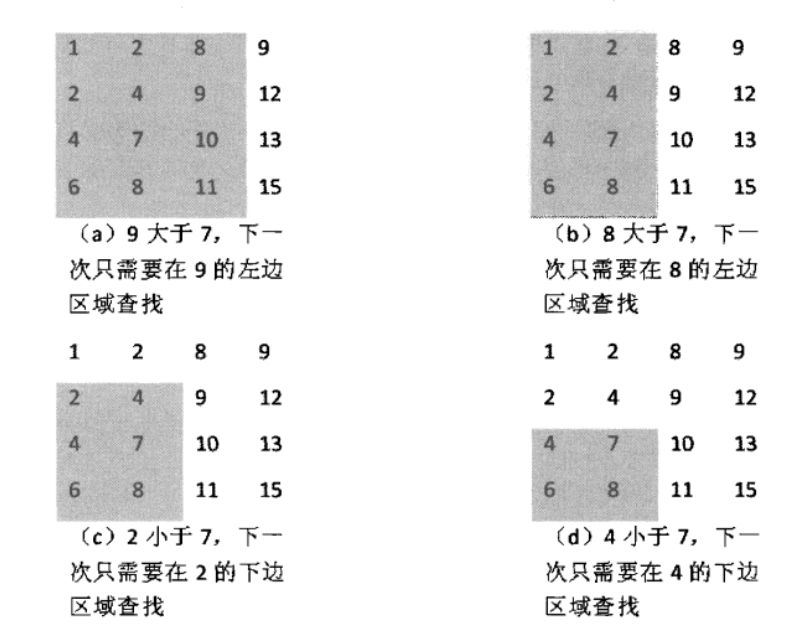 1 2 8 9
2 4 9 12
4 7 10 13
6 8 11 15
（a）9 大于 7，下一
次只需要在 9 的左边
区域查找
1 2 8 9
2 4 9 12
4 7 10 13
6 8 11 15
（b）8 大于 7，下一
次只需要在 8 的左边
区域查找
1 2 8 9
2 4 9 12
4 7 10 13
6 8 11 15
（c）2 小于 7，下一
次只需要在 2 的下边
区域查找
1 2 8 9
2 4 9 12
4 7 10 13
6 8 11 15
（d）4 小于 7，下一
次只需要在 4 的下边
区域查找